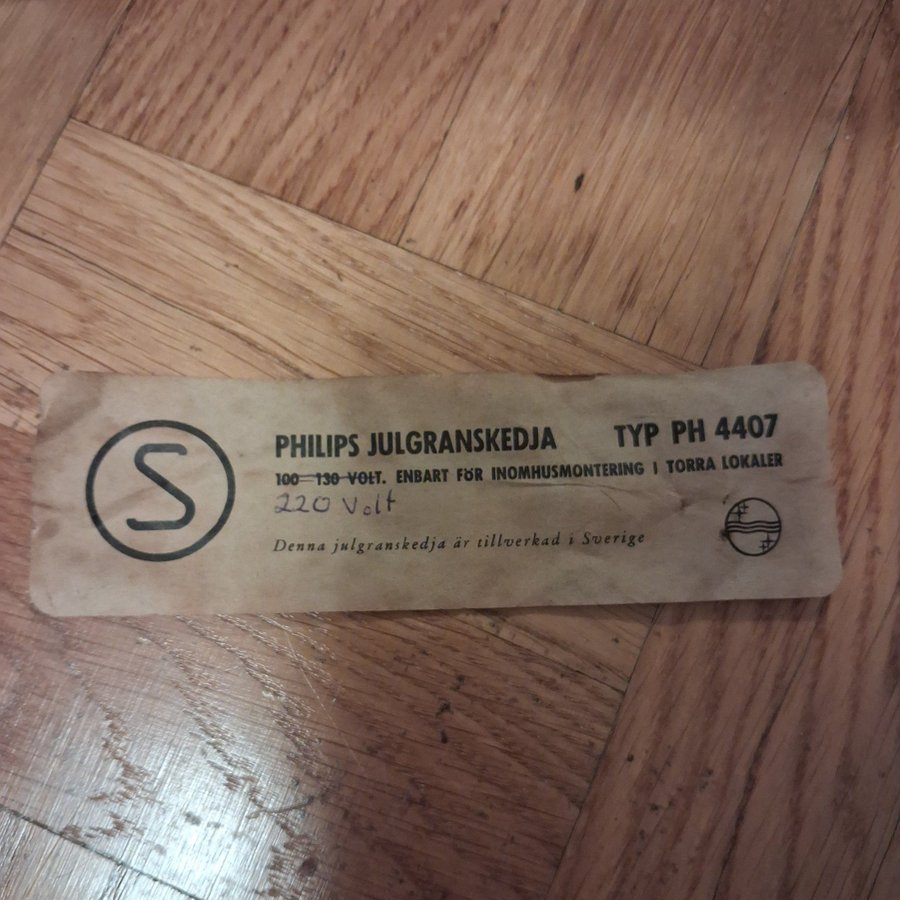 S
PHILIPS JULGRANSKEDJA TYP PH 4407
100-130 VOLT. ENBART FÖR INOMHUSMONTERING I TORRA LOKALER
220 Volt
Denna julgranskedja är tillverkad i Sverige